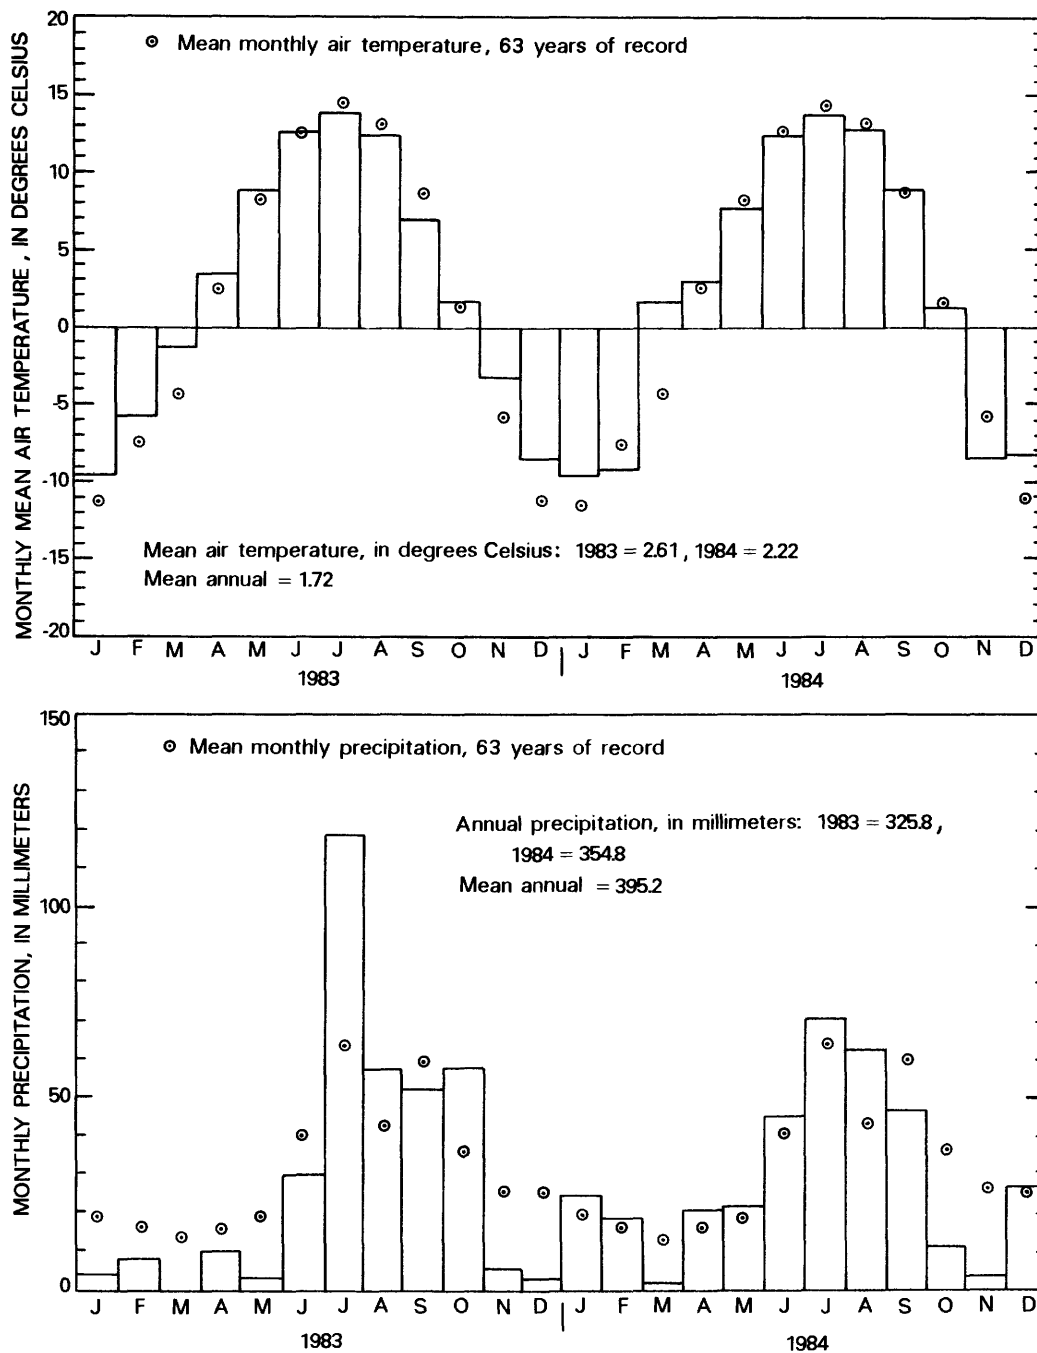 MONTHLY MEAN AIR TEMPERATURE, IN DEGREES CELSIUS
20
15
10
5
0
-5
-10
-15
-20
⊙ Mean monthly air temperature, 63 years of record
Mean air temperature, in degrees Celsius: 1983 = 2.61, 1984 = 2.22
Mean annual = 1.72
J F M A M J J A S O N D J F M A M J J A S O N D
1983 1984
MONTHLY PRECIPITATION, IN MILLIMETERS
150
100
50
0
⊙ Mean monthly precipitation, 63 years of record
Annual precipitation, in millimeters: 1983 = 325.8,
1984 = 354.8
Mean annual = 395.2
J F M A M J J A S O N D J F M A M J J A S O N D
1983 1984